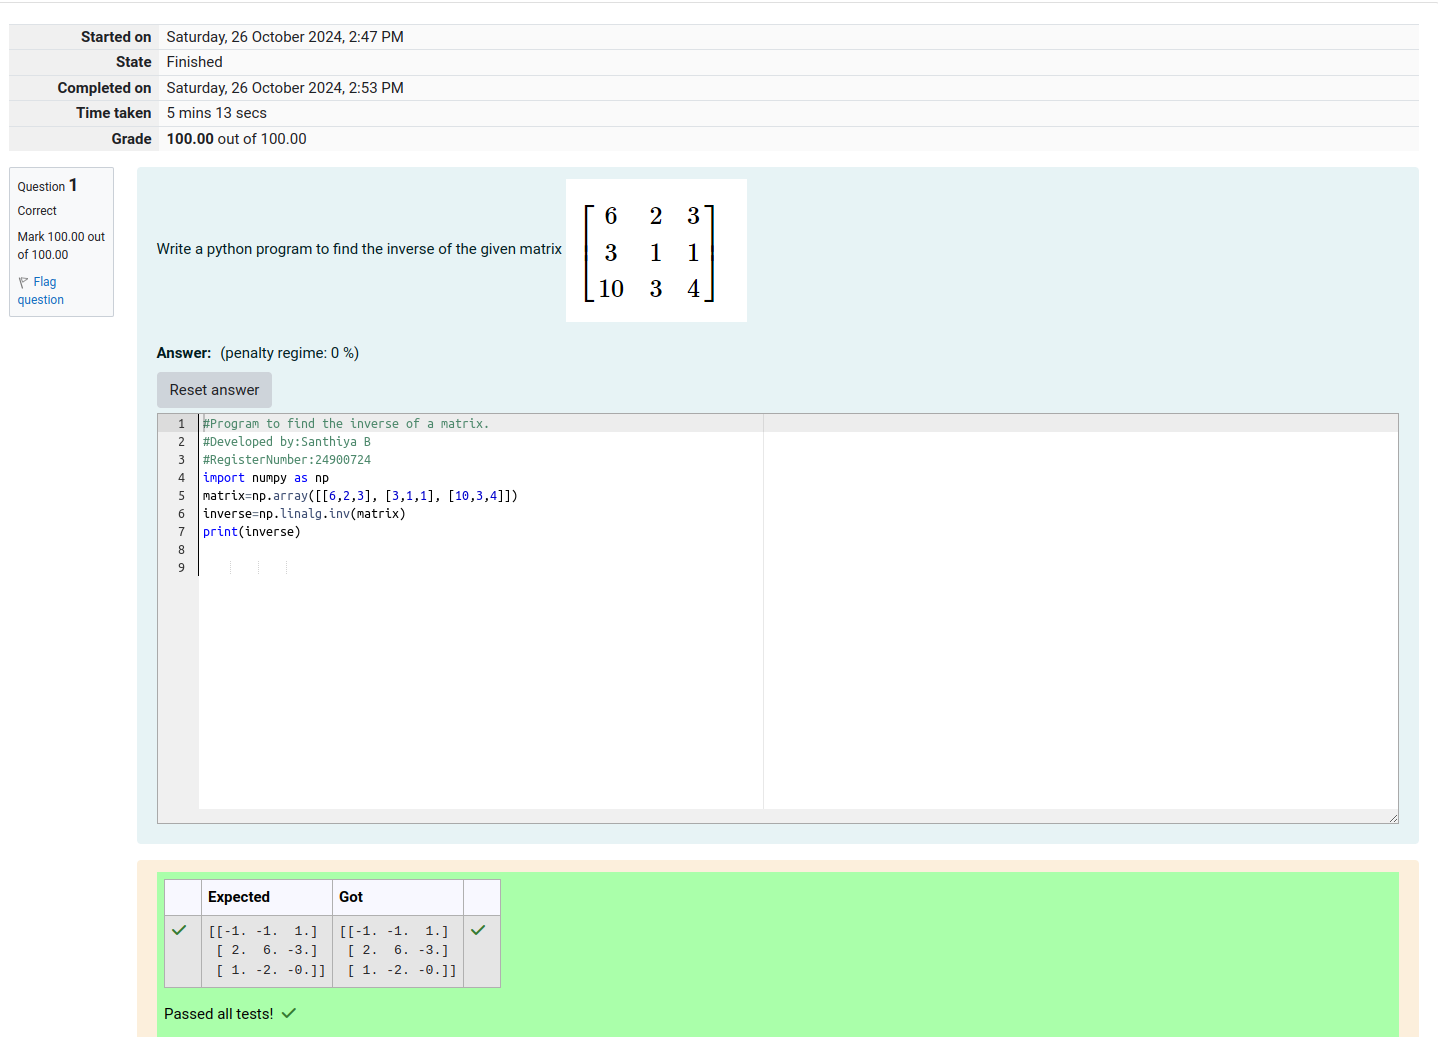 Started on Saturday, 26 October 2024, 2:47 PM
State Finished
Completed on Saturday, 26 October 2024, 2:53 PM
Time taken 5 mins 13 secs
Grade 100.00 out of 100.00
Question 1
Correct
Mark 100.00 out
of 100.00
Flag
question
Write a python program to find the inverse of the given matrix
6 2 3
3 1 1
10 3 4
Answer: (penalty regime: 0 %)
Reset answer
1 #Program to find the inverse of a matrix.
2 #Developed by:Santhiya B
3 #RegisterNumber:24900724
4 import numpy as np
5 matrix=np.array([[6,2,3], [3,1,1], [10,3,4]])
6 inverse=np.linalg.inv(matrix)
7 print(inverse)
8
9
Expected Got
[[-1. -1.  1.] [[-1. -1.  1.]
[ 2.  6. -3.] [ 2.  6. -3.]
[ 1. -2. -0.]] [ 1. -2. -0.]]
Passed all tests!